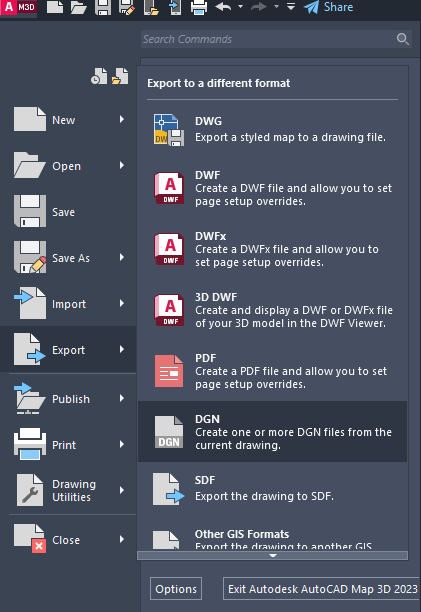 A M3D
Share
Search Commands
Export to a different format
New
DWG
DW
Export a styled map to a drawing file.
Open
DWF
A
DWF
Create a DWF file and allow you to set
page setup overrides.
Save
DWFx
A
DWF
Create a DWFx file and allow you to
set page setup overrides.
Save As
3D DWF
A
DWF
Create and display a DWF or DWFx file
of your 3D model in the DWF Viewer.
Import
Export
PDF
Create a PDF file and allow you to set
page setup overrides.
Publish
DGN
DGN
Create one or more DGN files from the
current drawing.
Print
Drawing
Utilities
SDF
Export the drawing to SDF.
Close
Other GIS Formats
Export the drawing to another GIS
Options
Exit Autodesk AutoCAD Map 3D 2023